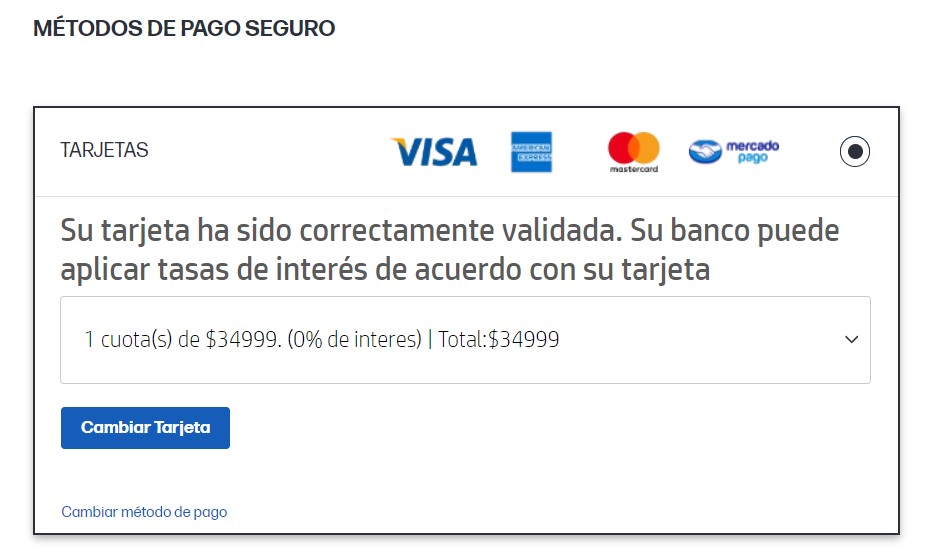 MÉTODOS DE PAGO SEGURO
TARJETAS
VISA
AMERICAN
EXPRESS
mastercard
mercado
pago
Su tarjeta ha sido correctamente validada. Su banco puede
aplicar tasas de interés de acuerdo con su tarjeta
1 cuota(s) de $34999. (0% de interes) | Total:$34999
Cambiar Tarjeta
Cambiar método de pago